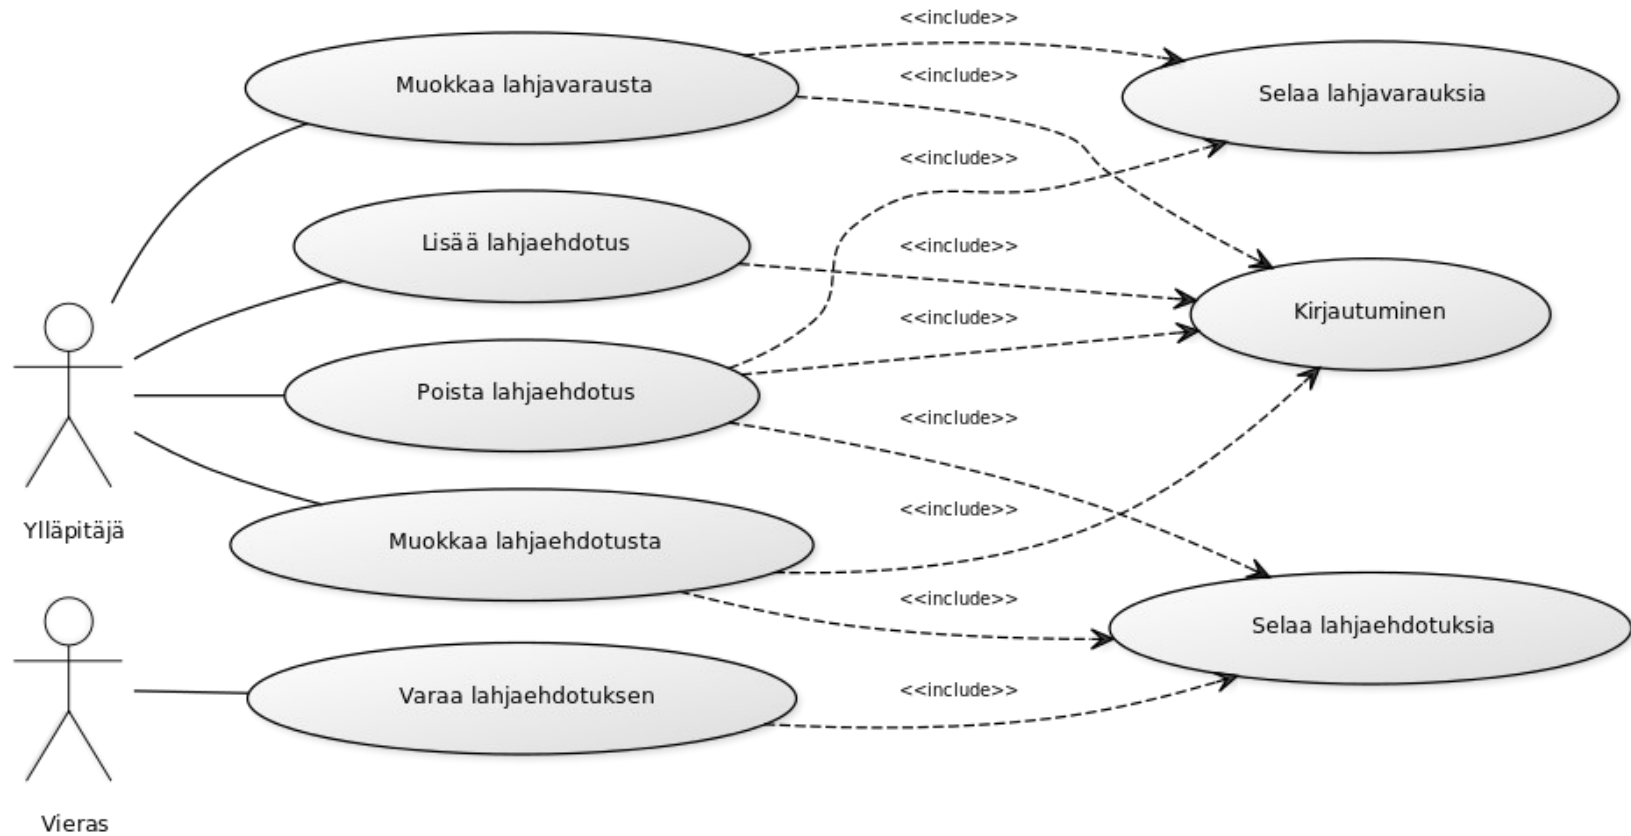 <<include>>
Muokkaa lahjavarausta
<<include>>
Selaa lahjavarauksia
<<include>>
Lisää lahjaehdotus
<<include>>
Kirjautuminen
<<include>>
Poista lahjaehdotus
<<include>>
<<include>>
Ylläpitäjä
Muokkaa lahjaehdotusta
<<include>>
Selaa lahjaehdotuksia
<<include>>
Varaa lahjaehdotuksen
Vieras